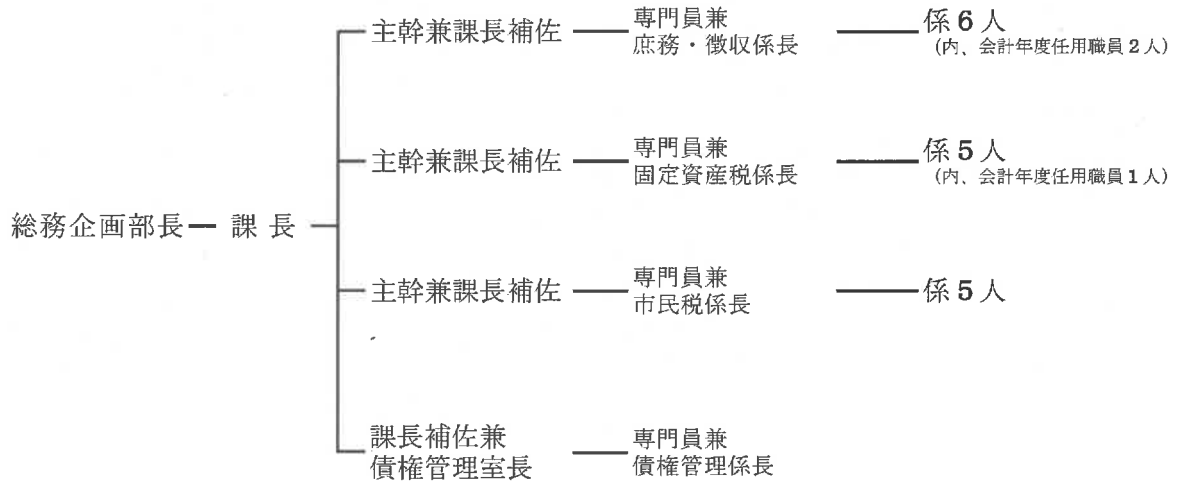 主幹兼課長補佐
専門員兼
庶務・徴収係長
係6人
(内、会計年度任用職員2人)
主幹兼課長補佐
専門員兼
固定資産税係長
係5人
(内、会計年度任用職員1人)
総務企画部長
課長
主幹兼課長補佐
専門員兼
市民税係長
係5人
課長補佐兼
債権管理室長
専門員兼
債権管理係長